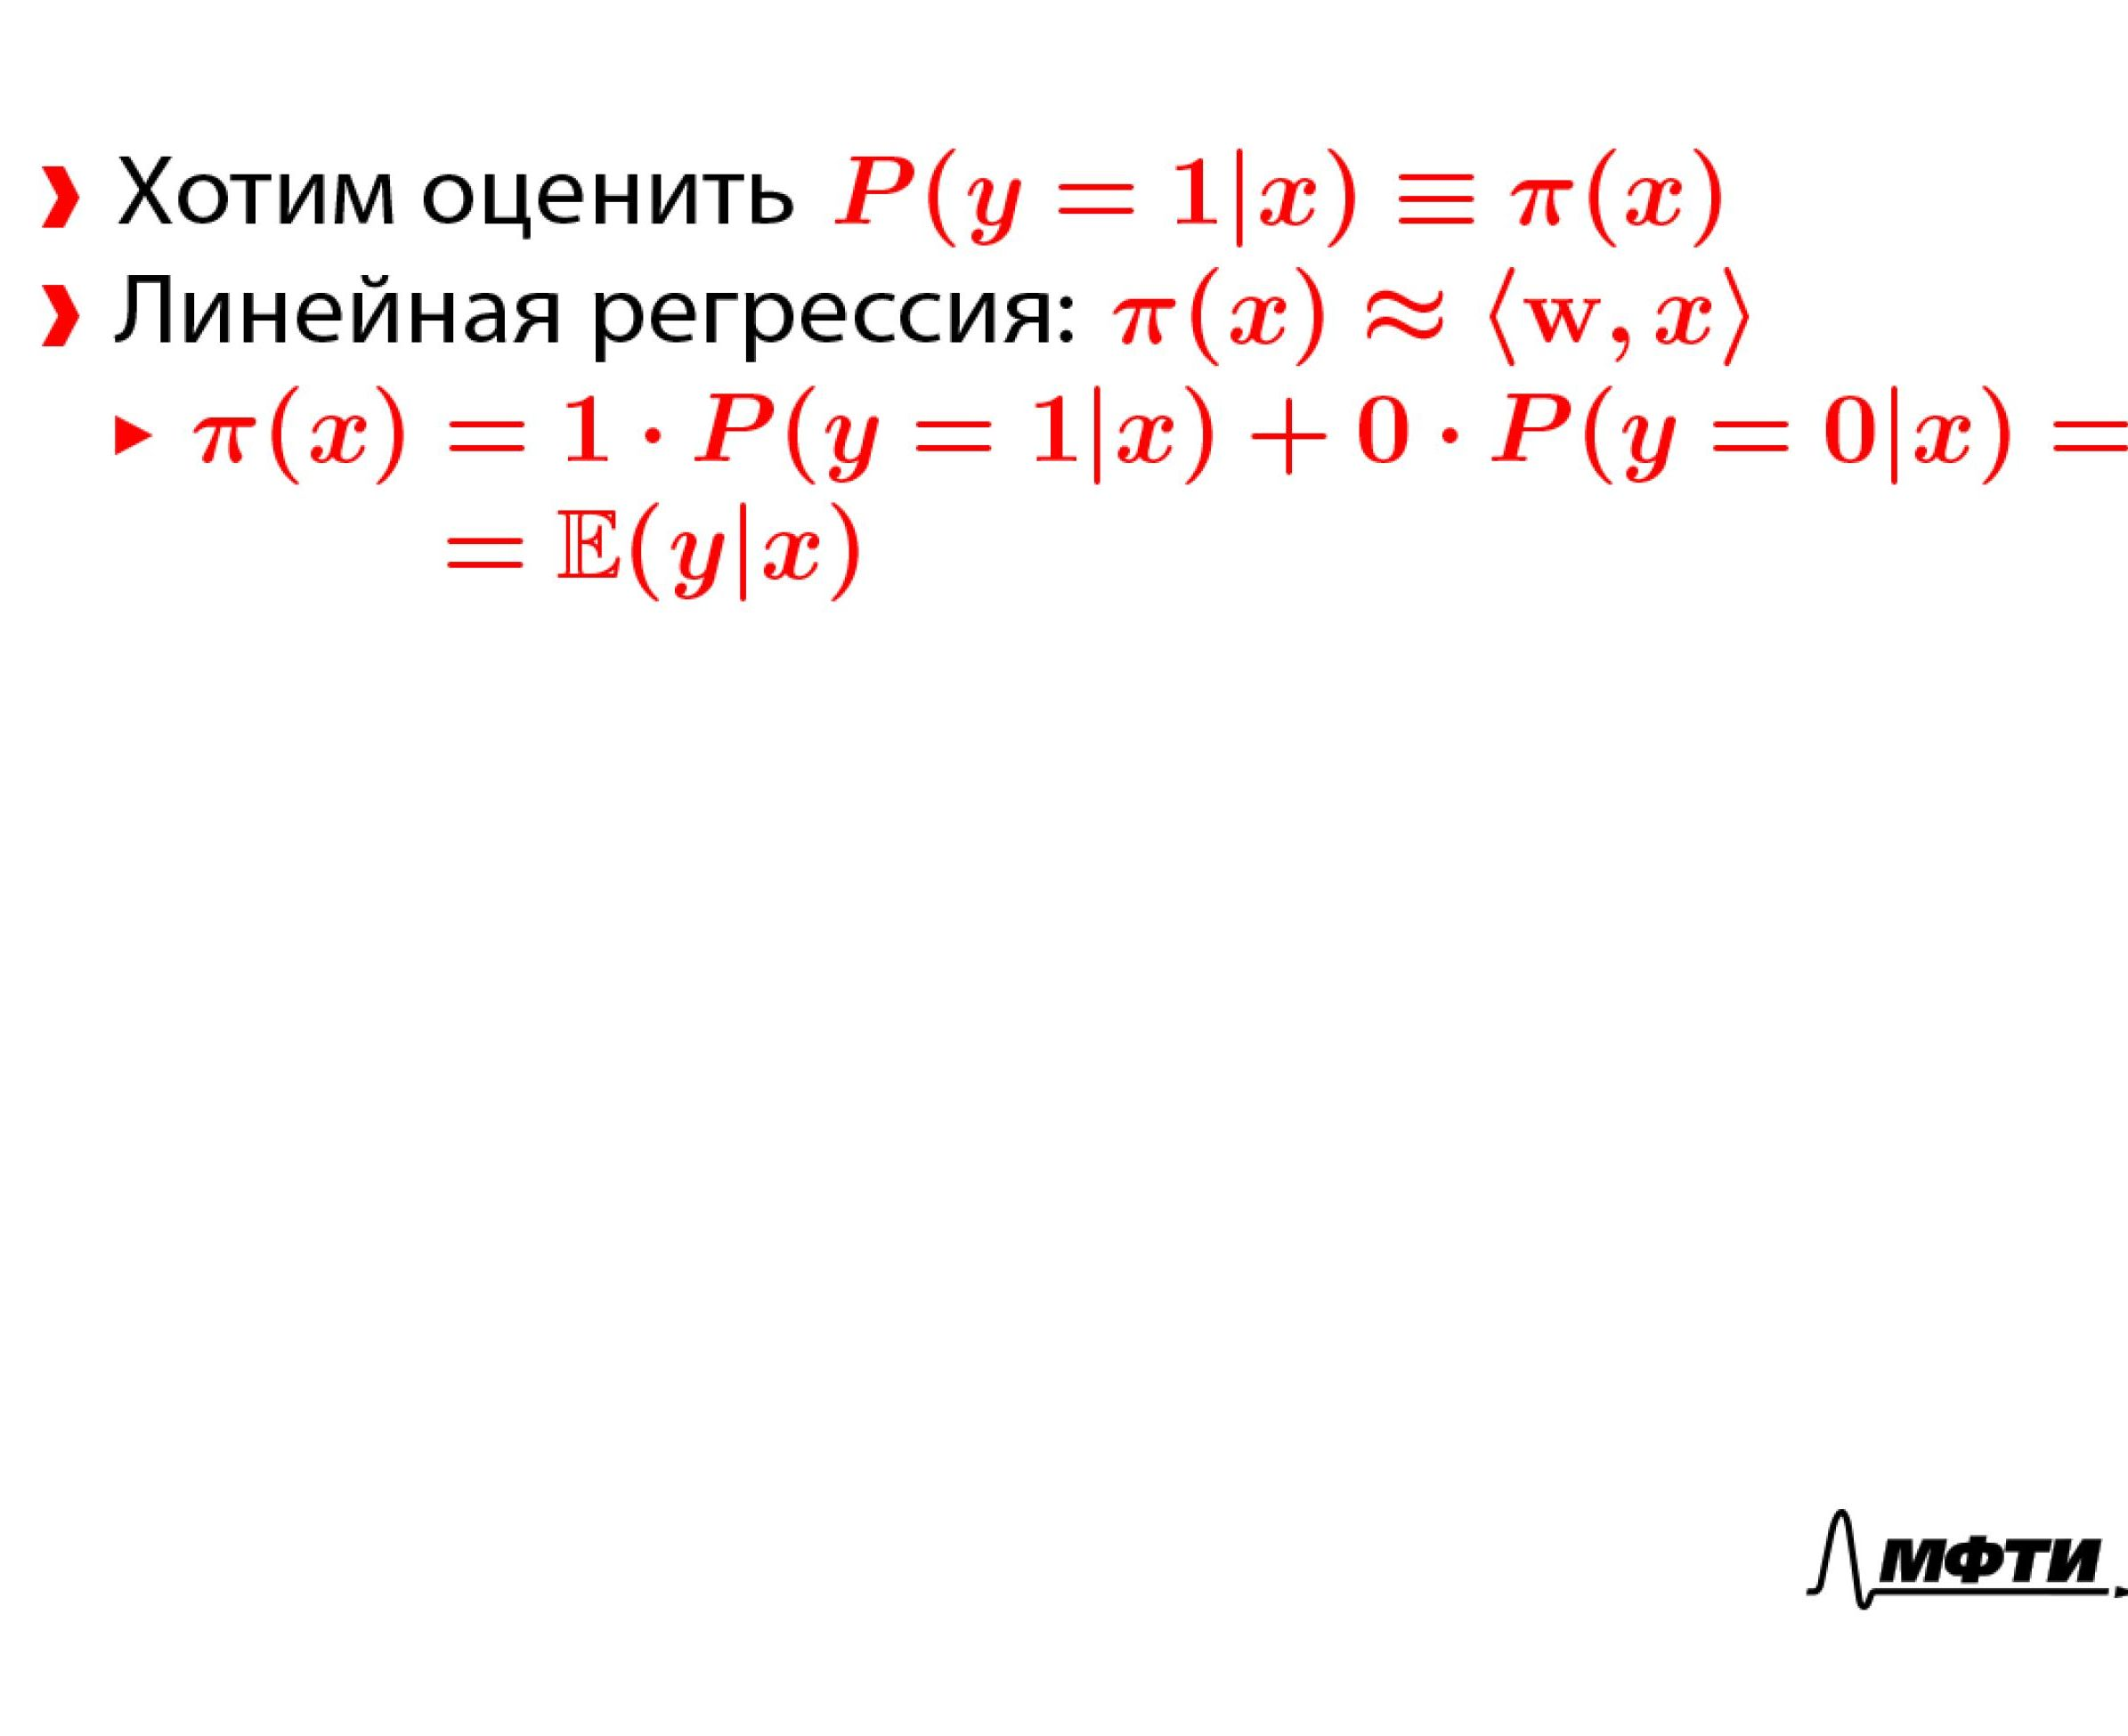 Хотим оценить P(y = 1|x) ≡ π(x)
Линейная регрессия: π(x) ≈ ⟨w, x⟩
π(x) = 1 · P(y = 1|x) + 0 · P(y = 0|x) =
= 𝔼(y|x)
МФТИ